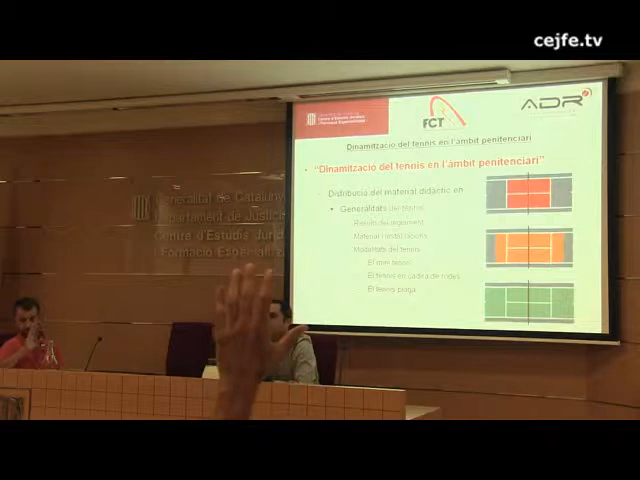 cejfe.tv
Generalitat de Catalunya
Departament de Justícia
Centre d'Estudis Jurídi
i Formació Especialitz
FCT
ADR
Dinamització del tennis en l'àmbit penitenciari
• "Dinamització del tennis en l'àmbit penitenciari"
– Distribució del material didàctic en
• Generalitats del tennis
Resum del reglament
Material i instal·lacions
Modalitats del tennis
El mini tennis
El tennis en cadira de rodes
El tennis platja